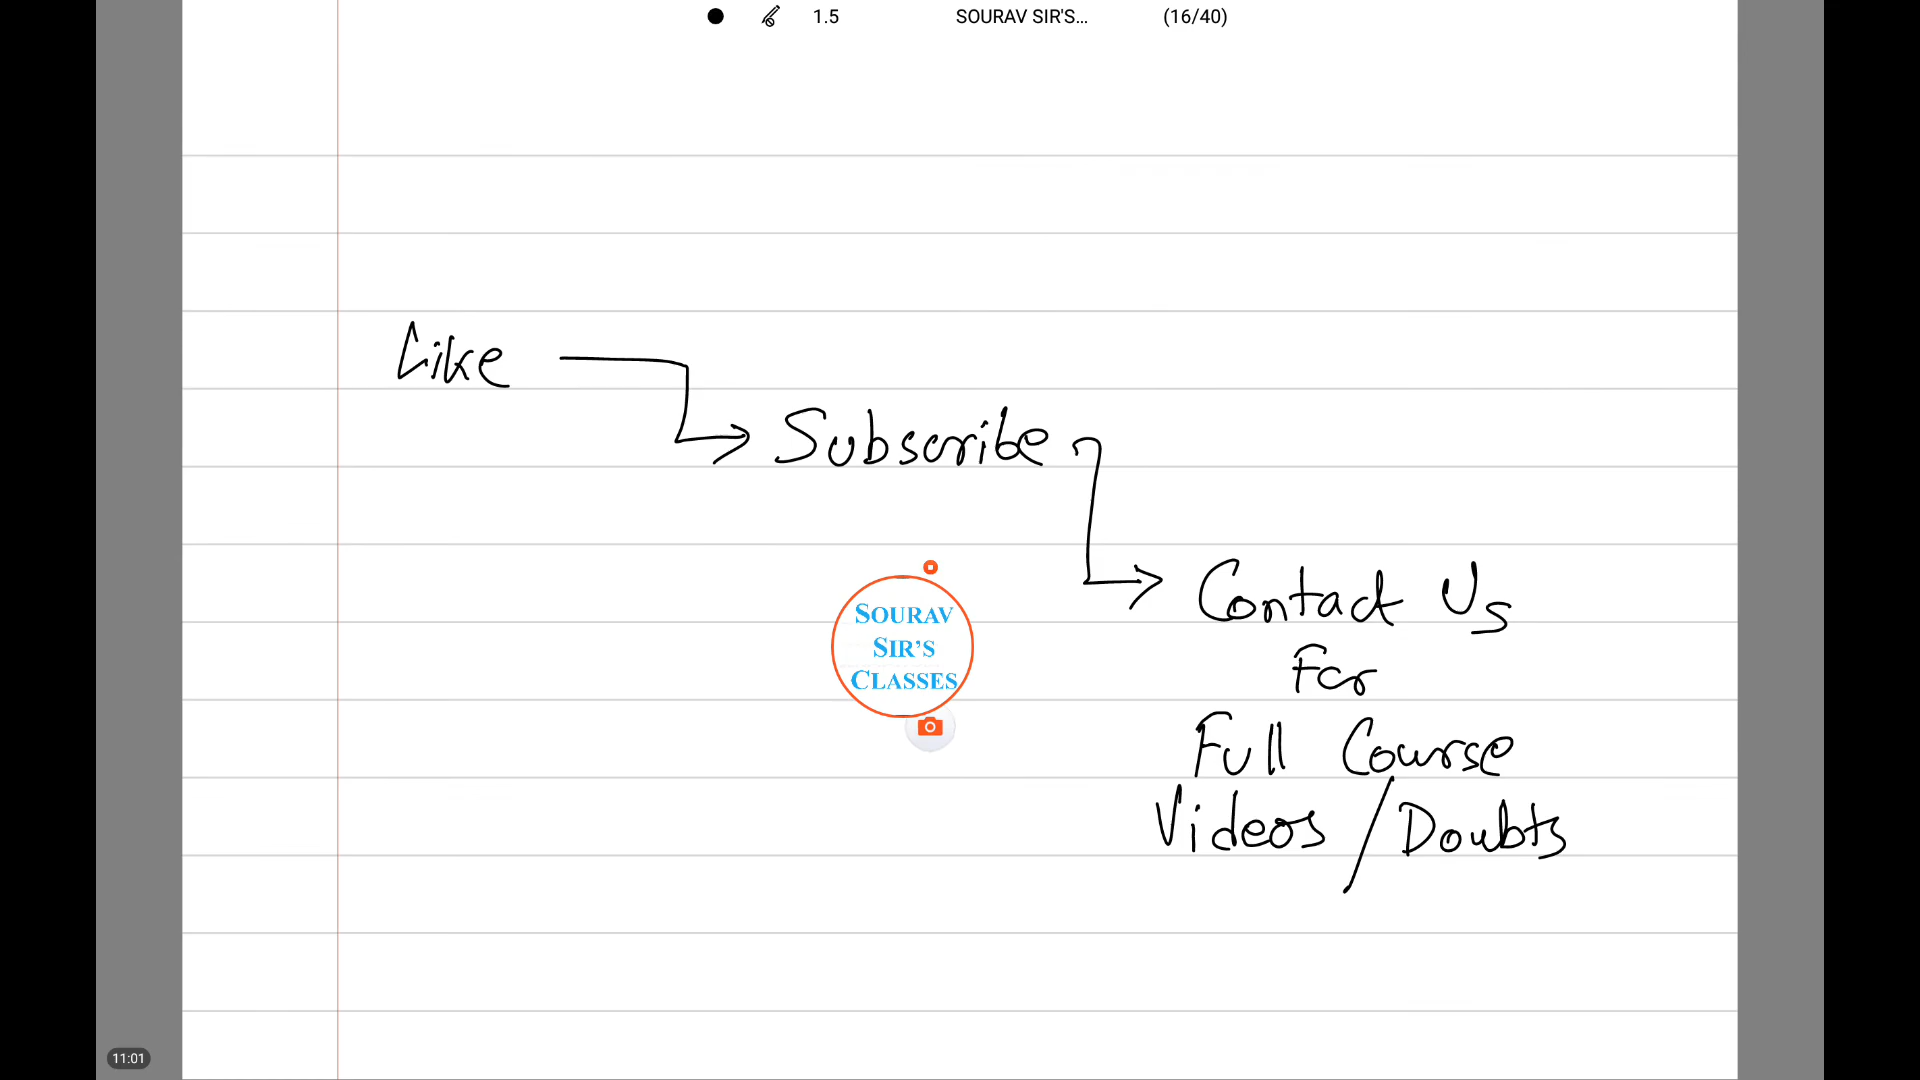 1.5 SOURAV SIR'S... (16/40)
Like
Subscribe
Contact Us
For
Full Course
Videos / Doubts
SOURAV
SIR'S
CLASSES
11:01